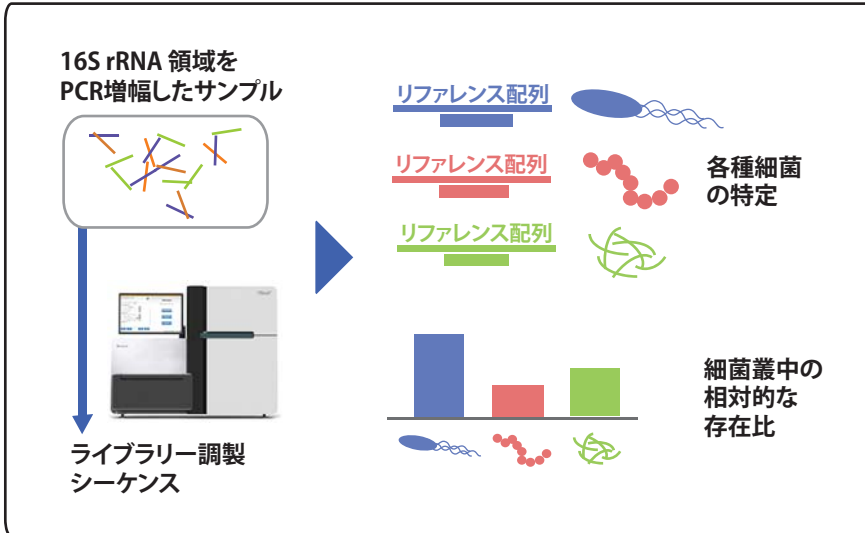 16S rRNA 領域を
PCR増幅したサンプル
ライブラリー調製
シーケンス
リファレンス配列
リファレンス配列
リファレンス配列
各種細菌
の特定
細菌叢中の
相対的な
存在比